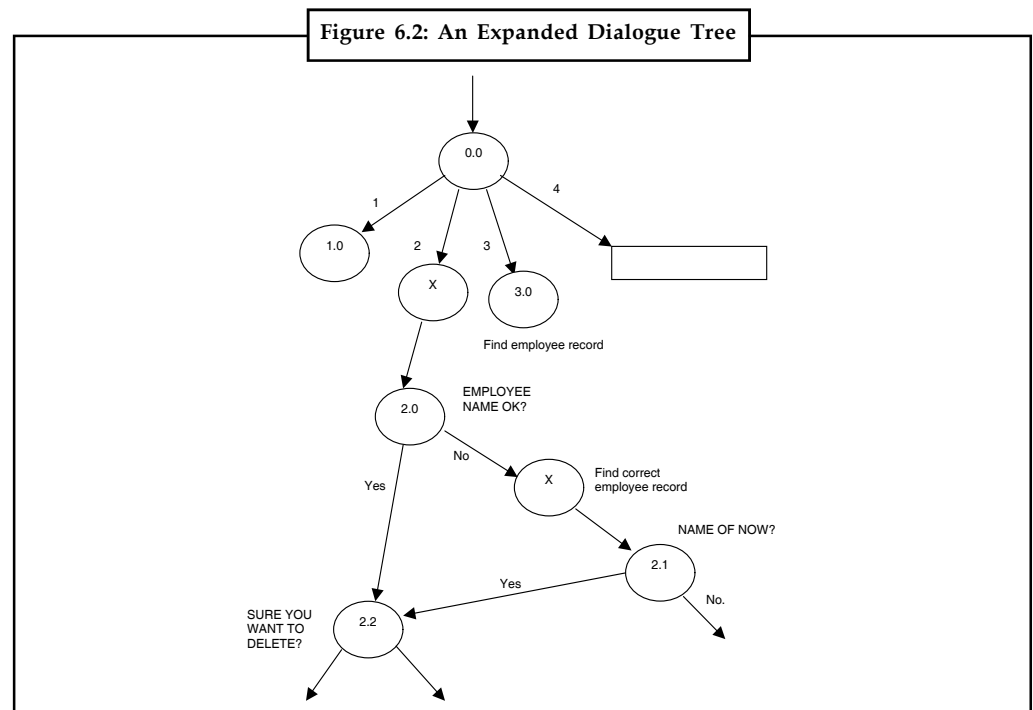 Figure 6.2: An Expanded Dialogue Tree
0.0
1
2
3
4
1.0
X
3.0
Find employee record
2.0
EMPLOYEE
NAME OK?
Yes
No
X
Find correct
employee record
NAME OF NOW?
2.1
Yes
No.
SURE YOU
WANT TO
DELETE?
2.2